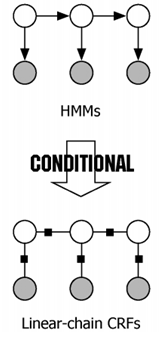 HMMs
CONDITIONAL
Linear-chain CRFs